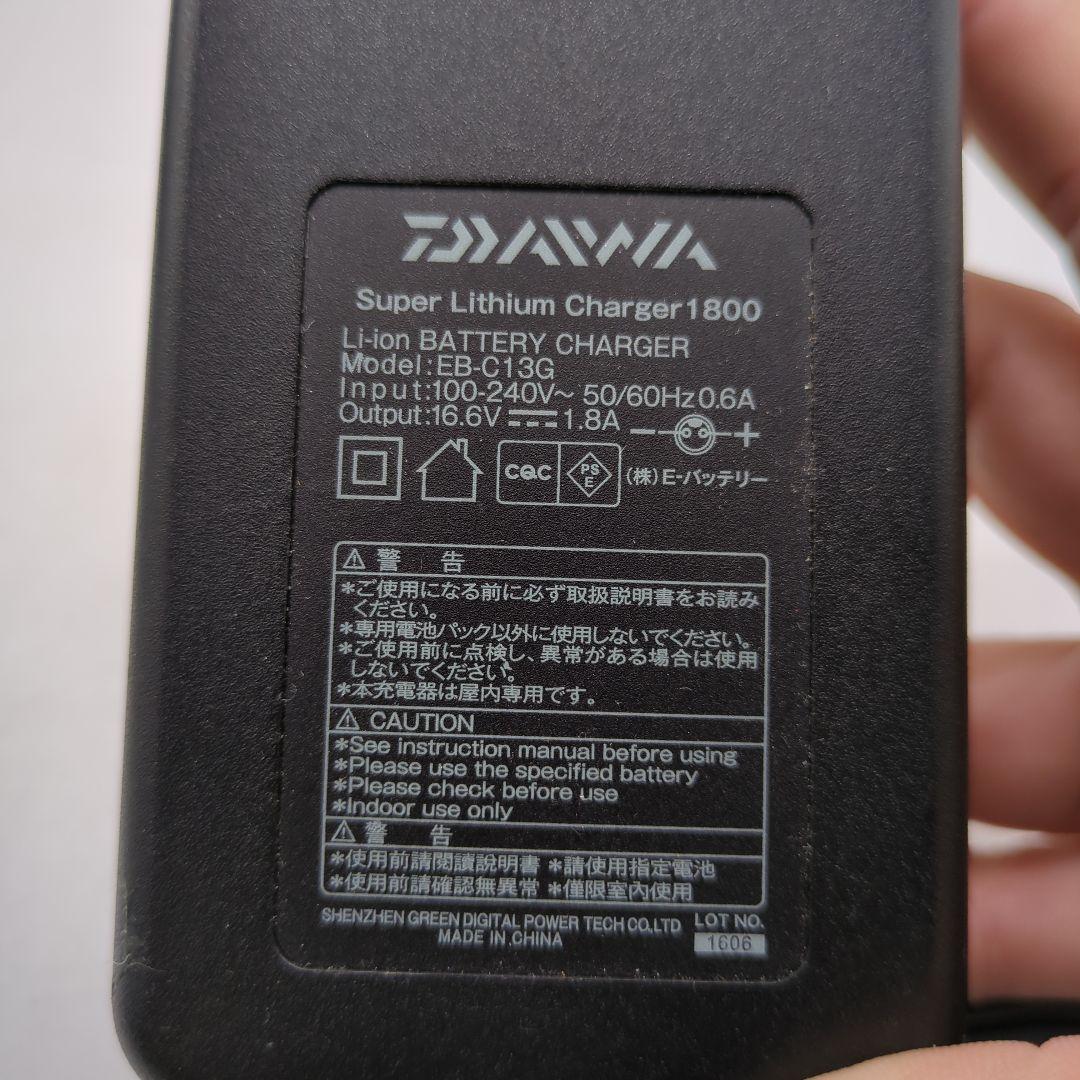 DAIWA
Super Lithium Charger1800
Li-ion BATTERY CHARGER
Model:EB-C13G
Input:100-240V~ 50/60Hz 0.6A
Output:16.6V⎓1.8A − +
CQC PS E (株)E-バッテリー
⚠ 警 告
*ご使用になる前に必ず取扱説明書をお読み
ください。
*専用電池パック以外に使用しないでください。
*ご使用前に点検し、異常がある場合は使用
しないでください。
*本充電器は屋内専用です。
⚠ CAUTION
*See instruction manual before using
*Please use the specified battery
*Please check before use
*Indoor use only
⚠ 警 告
*使用前請閱讀說明書 *請使用指定電池
*使用前請確認無異常 *僅限室內使用
SHENZHEN GREEN DIGITAL POWER TECH CO.LTD LOT NO.
MADE IN CHINA 1606